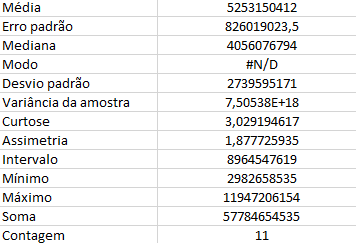 Média 5253150412
Erro padrão 826019023,5
Mediana 4056076794
Modo #N/D
Desvio padrão 2739595171
Variância da amostra 7,50538E+18
Curtose 3,029194617
Assimetria 1,877725935
Intervalo 8964547619
Mínimo 2982658535
Máximo 11947206154
Soma 57784654535
Contagem 11